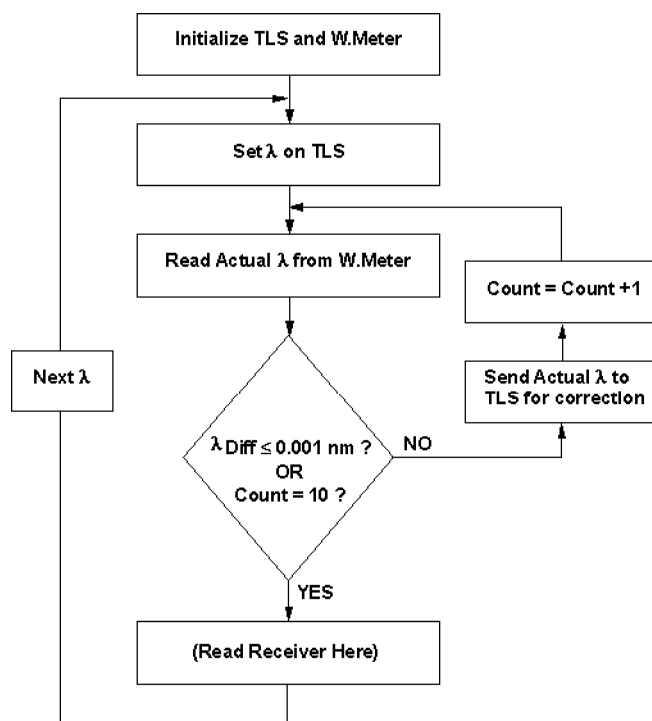 Initialize TLS and W.Meter
Set λ on TLS
Read Actual λ from W.Meter
Count = Count +1
Next λ
Send Actual λ to
TLS for correction
λ Diff ≤ 0.001 nm ?
OR
Count = 10 ?
NO
YES
(Read Receiver Here)